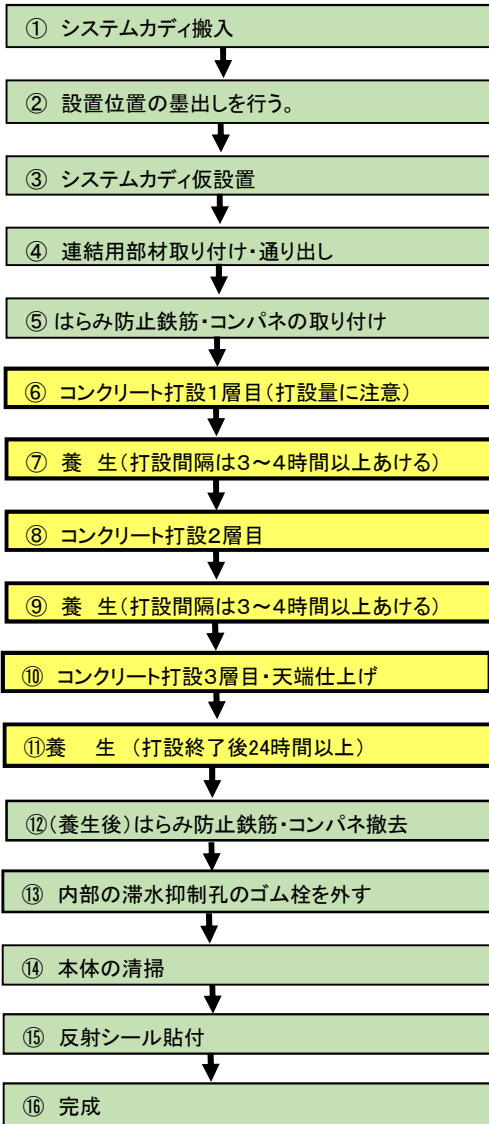 ① システムカディ搬入
② 設置位置の墨出しを行う。
③ システムカディ仮設置
④ 連結用部材取り付け・通り出し
⑤ はらみ防止鉄筋・コンパネの取り付け
⑥ コンクリート打設1層目(打設量に注意)
⑦ 養 生(打設間隔は3～4時間以上あける)
⑧ コンクリート打設2層目
⑨ 養 生(打設間隔は3～4時間以上あける)
⑩ コンクリート打設3層目・天端仕上げ
⑪養 生 (打設終了後24時間以上)
⑫(養生後)はらみ防止鉄筋・コンパネ撤去
⑬ 内部の滞水抑制孔のゴム栓を外す
⑭ 本体の清掃
⑮ 反射シール貼付
⑯ 完成